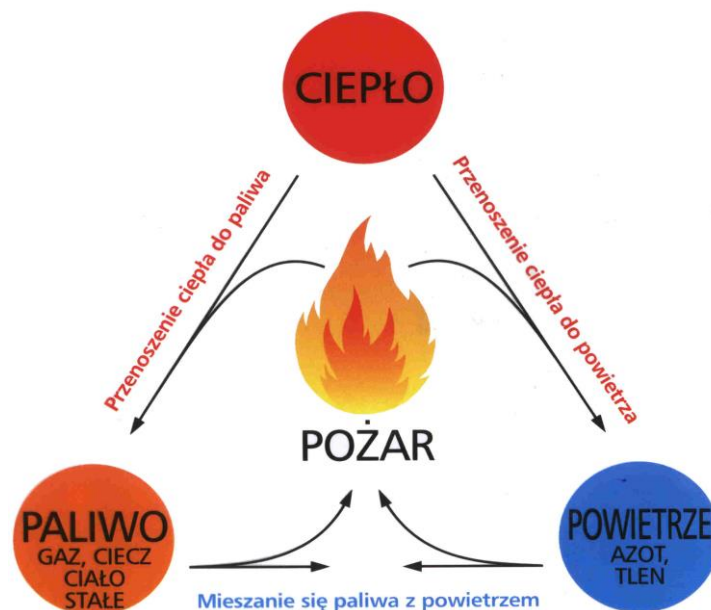 CIEPŁO
Przenoszenie ciepła do paliwa
Przenoszenie ciepła do powietrza
POŻAR
PALIWO
GAZ, CIECZ
CIAŁO
STAŁE
POWIETRZE
AZOT,
TLEN
Mieszanie się paliwa z powietrzem